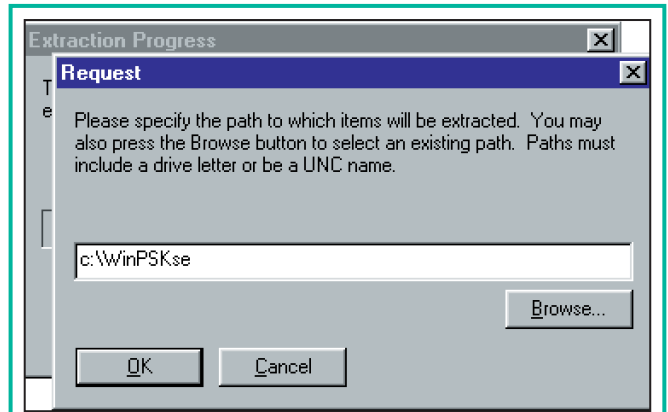 Extraction Progress
Request
T
e
Please specify the path to which items will be extracted. You may
also press the Browse button to select an existing path. Paths must
include a drive letter or be a UNC name.
c:\WinPSKse
Browse...
OK
Cancel